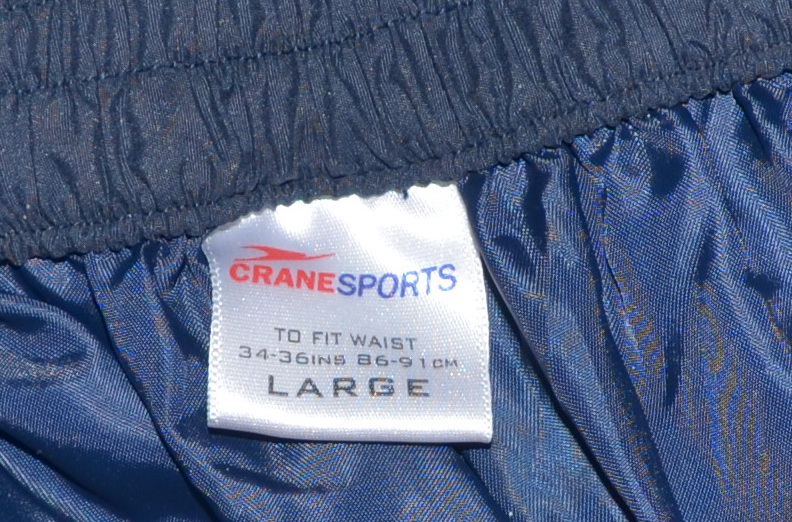 CRANESPORTS
TO FIT WAIST
34-36INS 86-91CM
LARGE